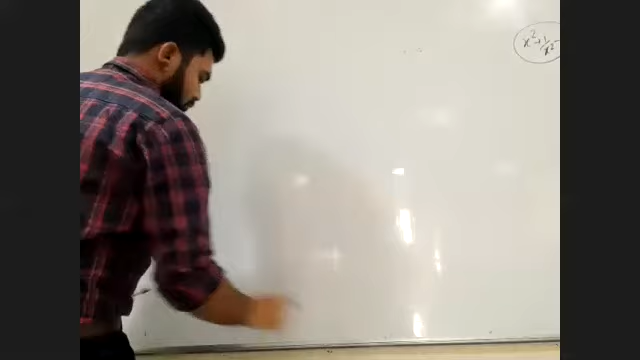 x² + 1/x²